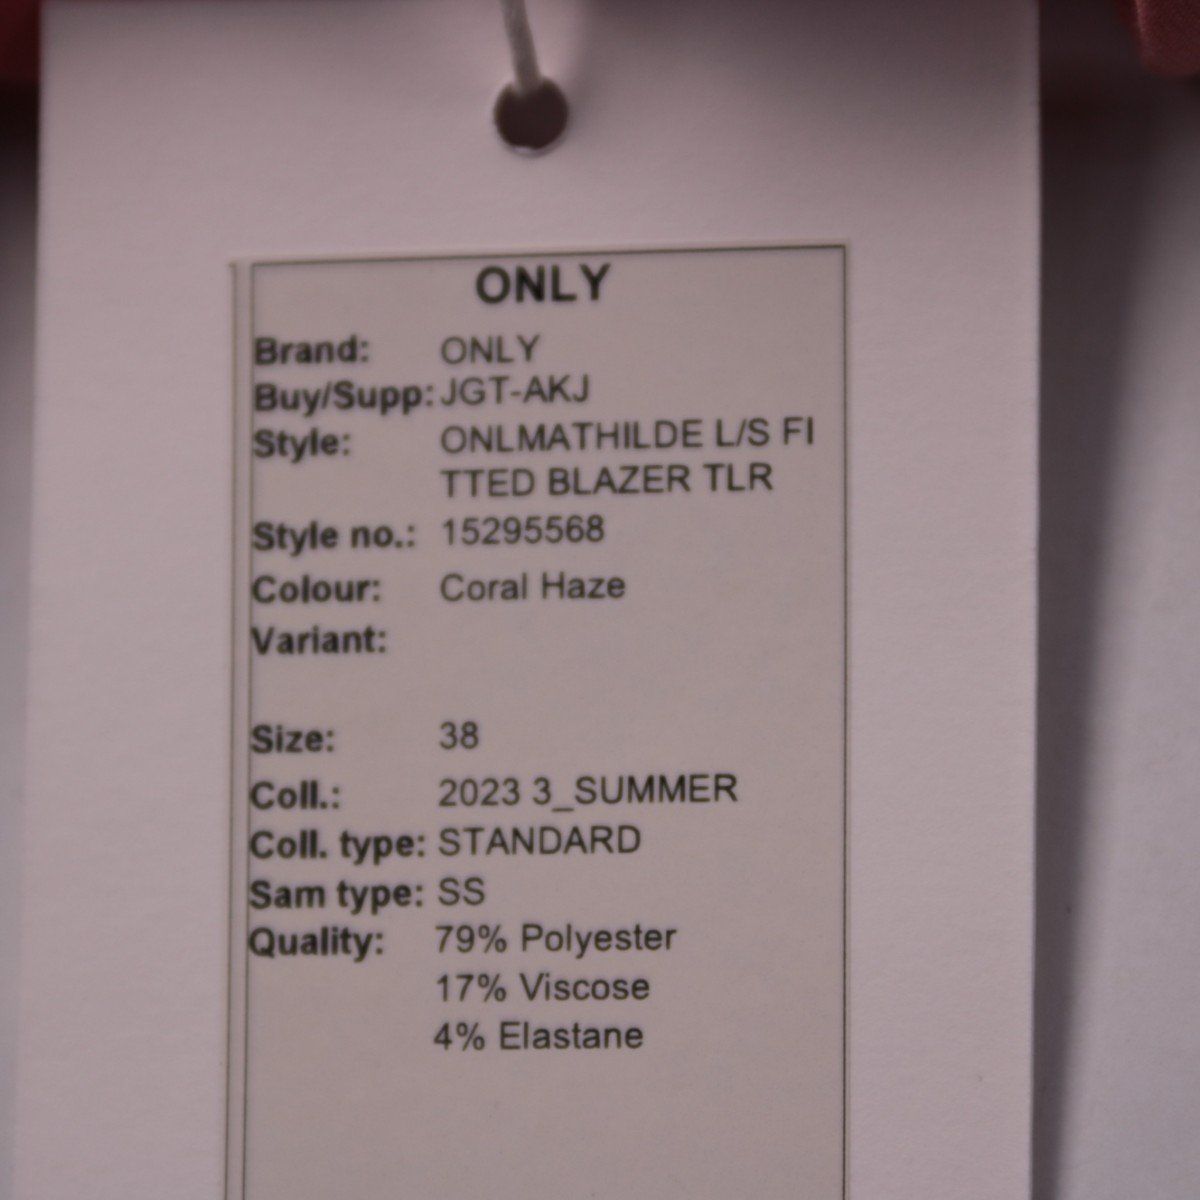 ONLY
Brand: ONLY
Buy/Supp: JGT-AKJ
Style: ONLMATHILDE L/S FI
TTED BLAZER TLR
Style no.: 15295568
Colour: Coral Haze
Variant:
Size: 38
Coll.: 2023 3_SUMMER
Coll. type: STANDARD
Sam type: SS
Quality: 79% Polyester
17% Viscose
4% Elastane